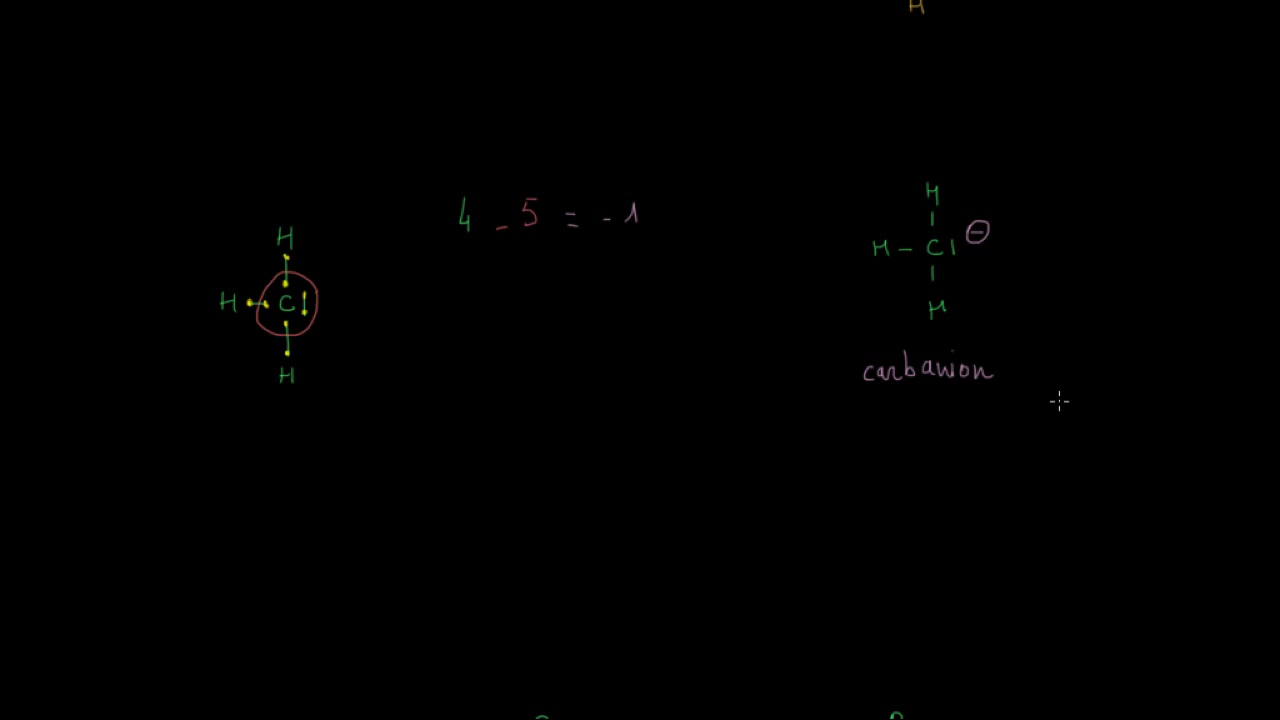 H
H
H – C| ⊖
H
4 - 5 = -1
H
H C|
H
carbanion